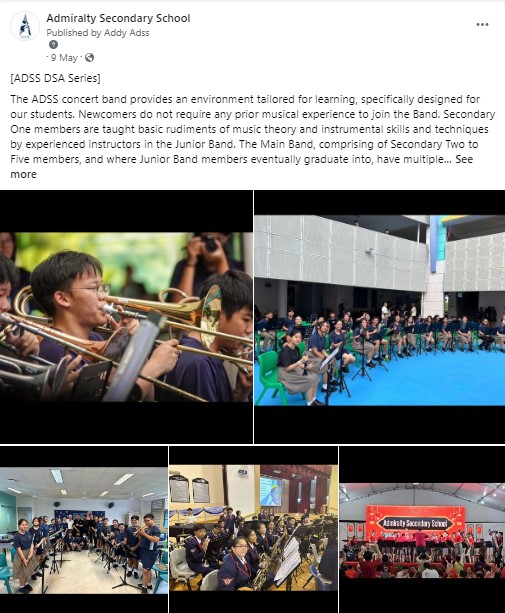 Admiralty Secondary School
Published by Addy Adss
· 9 May ·
[ADSS DSA Series]
The ADSS concert band provides an environment tailored for learning, specifically designed for
our students. Newcomers do not require any prior musical experience to join the Band. Secondary
One members are taught basic rudiments of music theory and instrumental skills and techniques
by experienced instructors in the Junior Band. The Main Band, comprising of Secondary Two to
Five members, and where Junior Band members eventually graduate into, have multiple... See
more
Admiralty Secondary School